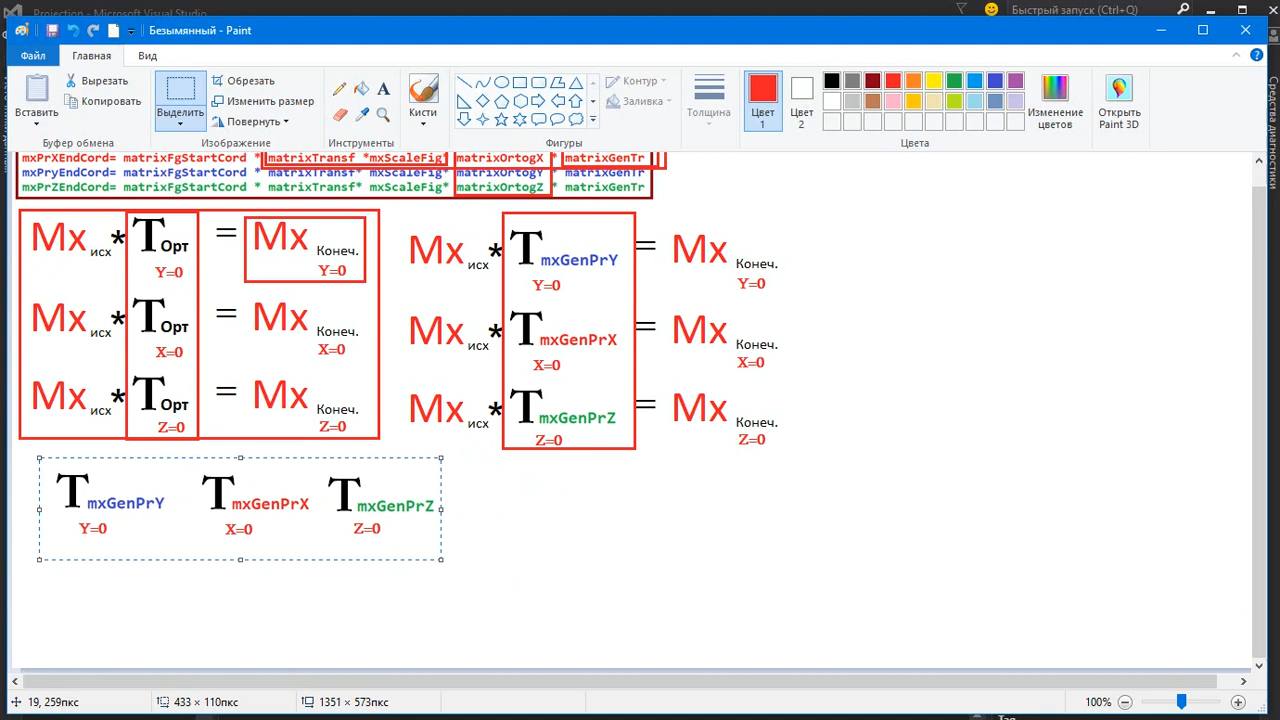 Projection - Microsoft Visual Studio
Быстрый запуск (Ctrl+Q)
Безымянный - Paint
Файл Главная Вид
Вставить
Вырезать
Копировать
Буфер обмена
Выделить
Обрезать
Изменить размер
Повернуть
Изображение
Инструменты
Кисти
Контур
Заливка
Фигуры
Толщина
Цвет 1
Цвет 2
Изменение цветов
Цвета
Открыть Paint 3D
Средства диагностики
mxPrXEndCord= matrixFgStartCord * matrixTransf *mxScaleFig* matrixOrtogX * matrixGenTr
mxPryEndCord= matrixFgStartCord * matrixTransf* mxScaleFig* matrixOrtogY * matrixGenTr
mxPrZEndCord= matrixFgStartCord * matrixTransf* mxScaleFig* matrixOrtogZ * matrixGenTr
Mx исх * T Орт = Mx Конеч.
Y=0 Y=0
Mx исх * T Орт = Mx Конеч.
X=0 X=0
Mx исх * T Орт = Mx Конеч.
Z=0 Z=0
Mx исх * T mxGenPrY = Mx Конеч.
Y=0 Y=0
Mx исх * T mxGenPrX = Mx Конеч.
X=0 X=0
Mx исх * T mxGenPrZ = Mx Конеч.
Z=0 Z=0
T mxGenPrY T mxGenPrX T mxGenPrZ
Y=0 X=0 Z=0
19, 259пкс 433 × 110пкс 1351 × 573пкс 100%